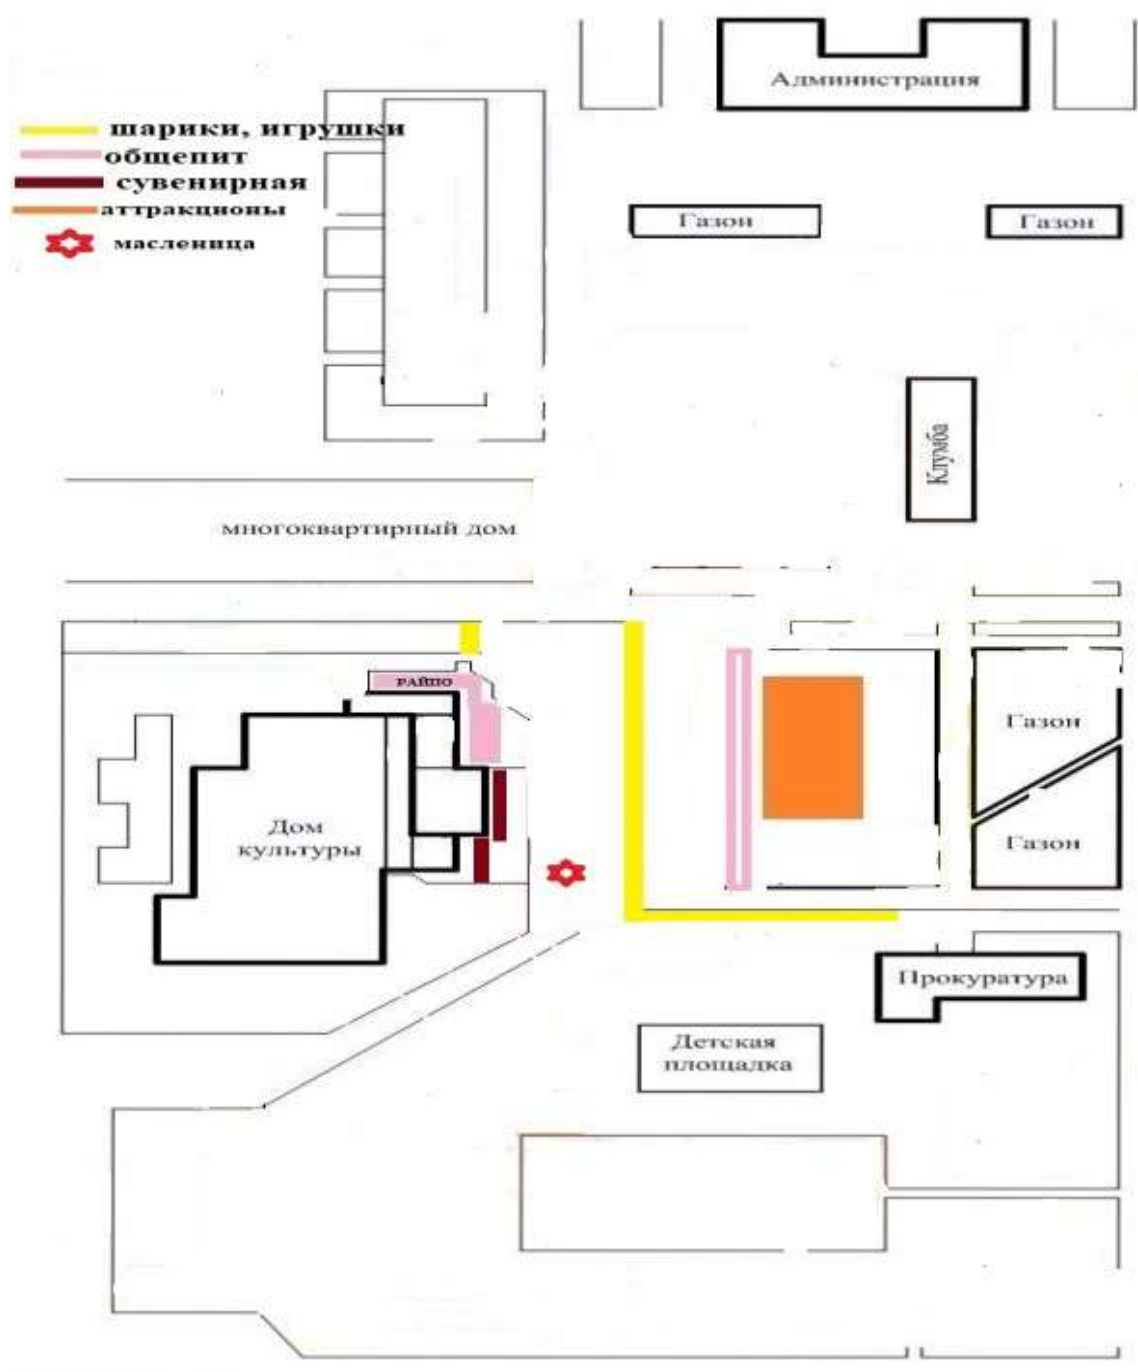 Администрация
шарики, игрушки
общепит
сувенирная
аттракционы
масленица
Газон
Газон
Клумба
многоквартирный дом
РАЙПО
Газон
Дом
культуры
Газон
Прокуратура
Детская
площадка